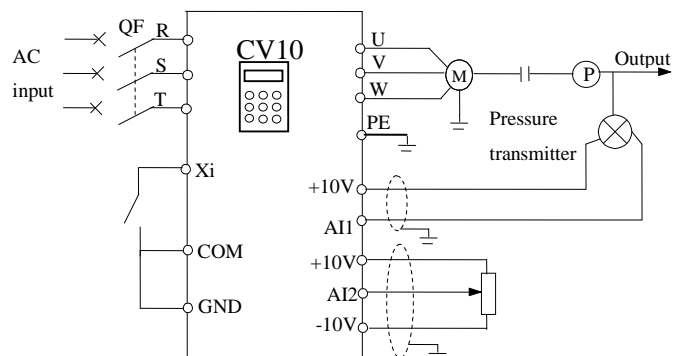 QF
R
AC
input
S
T
CV10
U
V
W
M
P
Output
PE
Pressure
transmitter
Xi
+10V
AI1
COM
+10V
AI2
GND
-10V